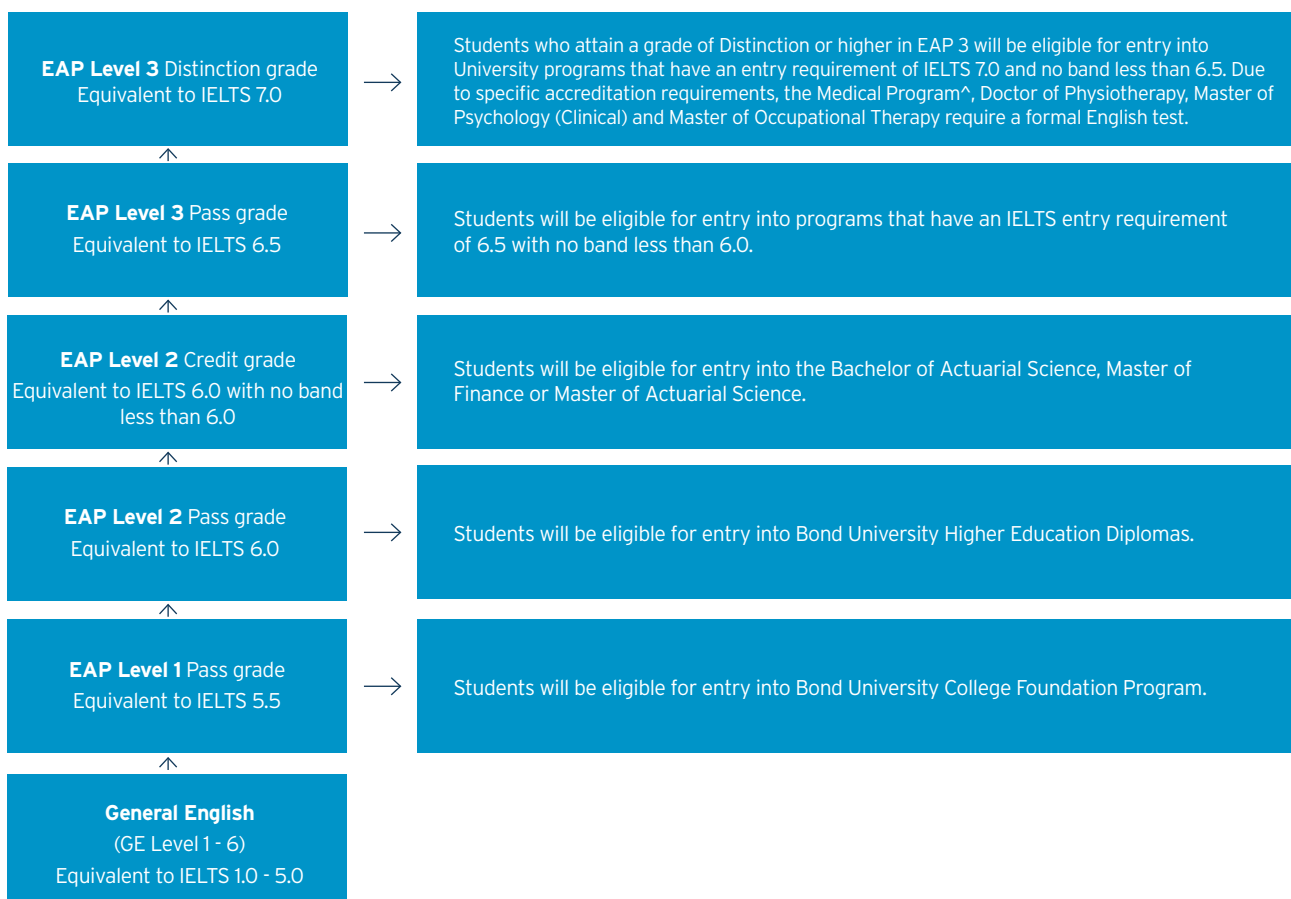 EAP Level 3 Distinction grade
Equivalent to IELTS 7.0
Students who attain a grade of Distinction or higher in EAP 3 will be eligible for entry into
University programs that have an entry requirement of IELTS 7.0 and no band less than 6.5. Due
to specific accreditation requirements, the Medical Program^, Doctor of Physiotherapy, Master of
Psychology (Clinical) and Master of Occupational Therapy require a formal English test.
EAP Level 3 Pass grade
Equivalent to IELTS 6.5
Students will be eligible for entry into programs that have an IELTS entry requirement
of 6.5 with no band less than 6.0.
EAP Level 2 Credit grade
Equivalent to IELTS 6.0 with no band
less than 6.0
Students will be eligible for entry into the Bachelor of Actuarial Science, Master of
Finance or Master of Actuarial Science.
EAP Level 2 Pass grade
Equivalent to IELTS 6.0
Students will be eligible for entry into Bond University Higher Education Diplomas.
EAP Level 1 Pass grade
Equivalent to IELTS 5.5
Students will be eligible for entry into Bond University College Foundation Program.
General English
(GE Level 1 - 6)
Equivalent to IELTS 1.0 - 5.0